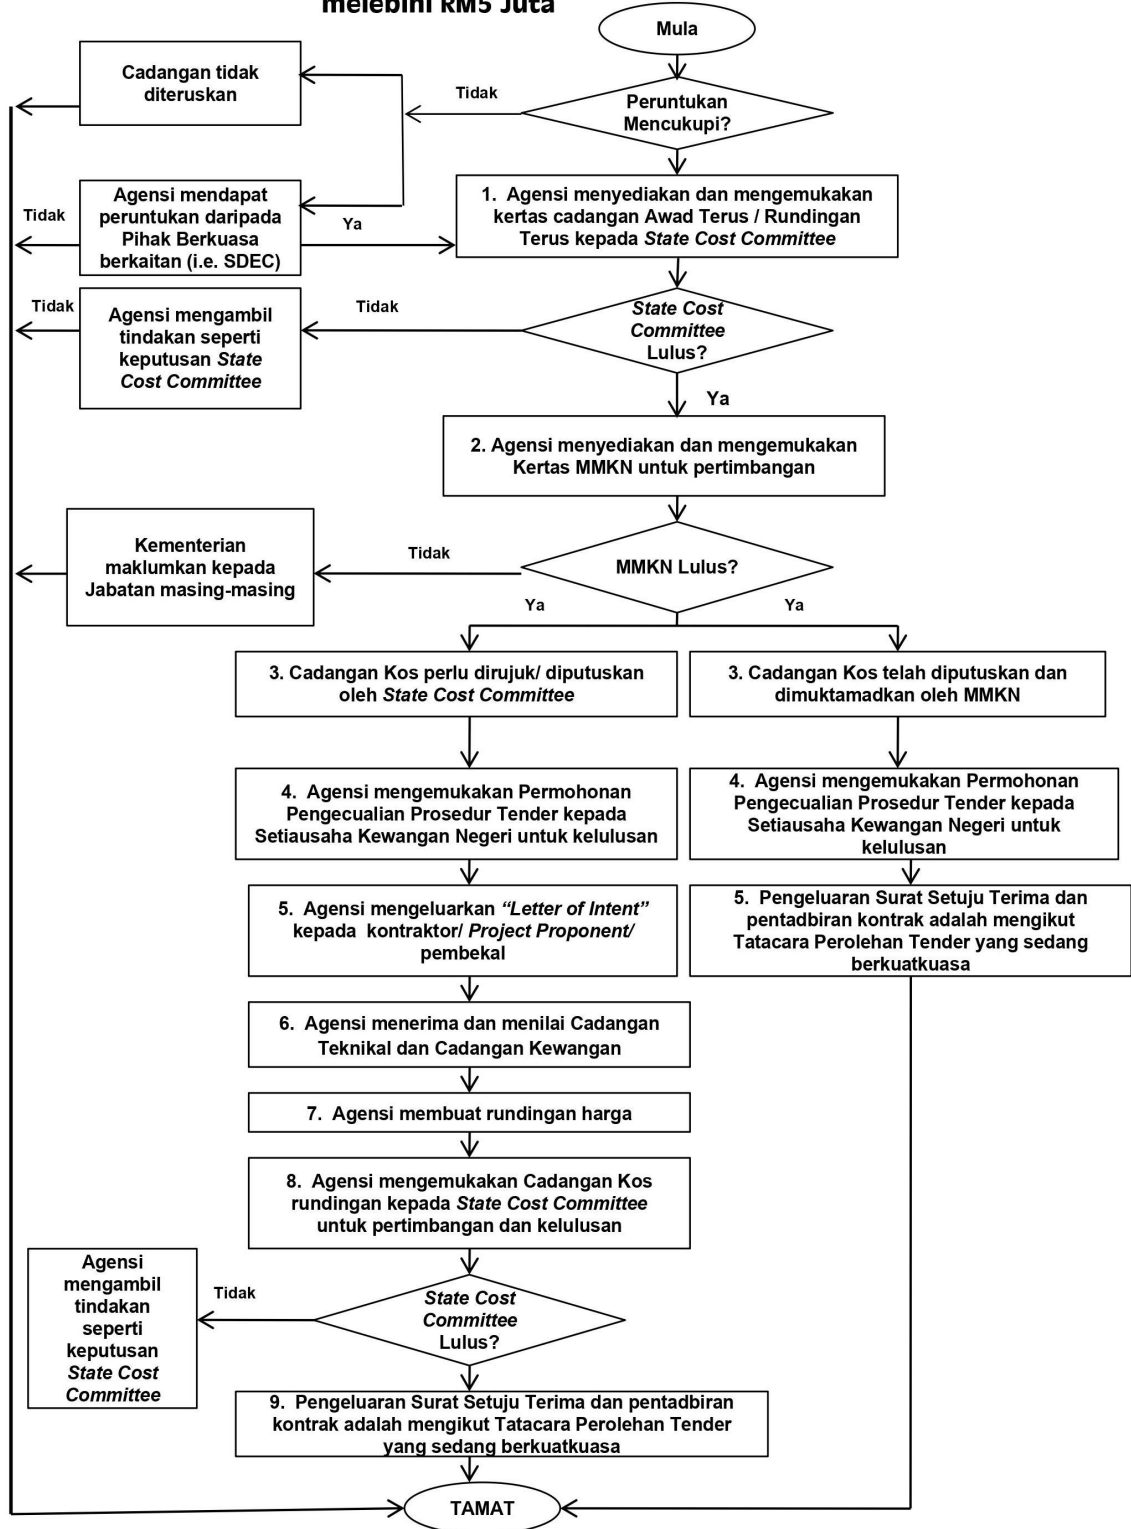 melebihi RM5 Juta
Mula
Peruntukan
Mencukupi?
Tidak
Cadangan tidak
diteruskan
Agensi mendapat
peruntukan daripada
Pihak Berkuasa
berkaitan (i.e. SDEC)
Tidak
Ya
1. Agensi menyediakan dan mengemukakan
kertas cadangan Awad Terus / Rundingan
Terus kepada State Cost Committee
State Cost
Committee
Lulus?
Tidak
Agensi mengambil
tindakan seperti
keputusan State
Cost Committee
Tidak
Ya
2. Agensi menyediakan dan mengemukakan
Kertas MMKN untuk pertimbangan
MMKN Lulus?
Tidak
Kementerian
maklumkan kepada
Jabatan masing-masing
Ya
Ya
3. Cadangan Kos perlu dirujuk/ diputuskan
oleh State Cost Committee
3. Cadangan Kos telah diputuskan dan
dimuktamadkan oleh MMKN
4. Agensi mengemukakan Permohonan
Pengecualian Prosedur Tender kepada
Setiausaha Kewangan Negeri untuk kelulusan
4. Agensi mengemukakan Permohonan
Pengecualian Prosedur Tender kepada
Setiausaha Kewangan Negeri untuk
kelulusan
5. Agensi mengeluarkan “Letter of Intent”
kepada kontraktor/ Project Proponent/
pembekal
5. Pengeluaran Surat Setuju Terima dan
pentadbiran kontrak adalah mengikut
Tatacara Perolehan Tender yang sedang
berkuatkuasa
6. Agensi menerima dan menilai Cadangan
Teknikal dan Cadangan Kewangan
7. Agensi membuat rundingan harga
8. Agensi mengemukakan Cadangan Kos
rundingan kepada State Cost Committee
untuk pertimbangan dan kelulusan
State Cost
Committee
Lulus?
Tidak
Agensi
mengambil
tindakan
seperti
keputusan
State Cost
Committee
9. Pengeluaran Surat Setuju Terima dan pentadbiran
kontrak adalah mengikut Tatacara Perolehan Tender
yang sedang berkuatkuasa
TAMAT